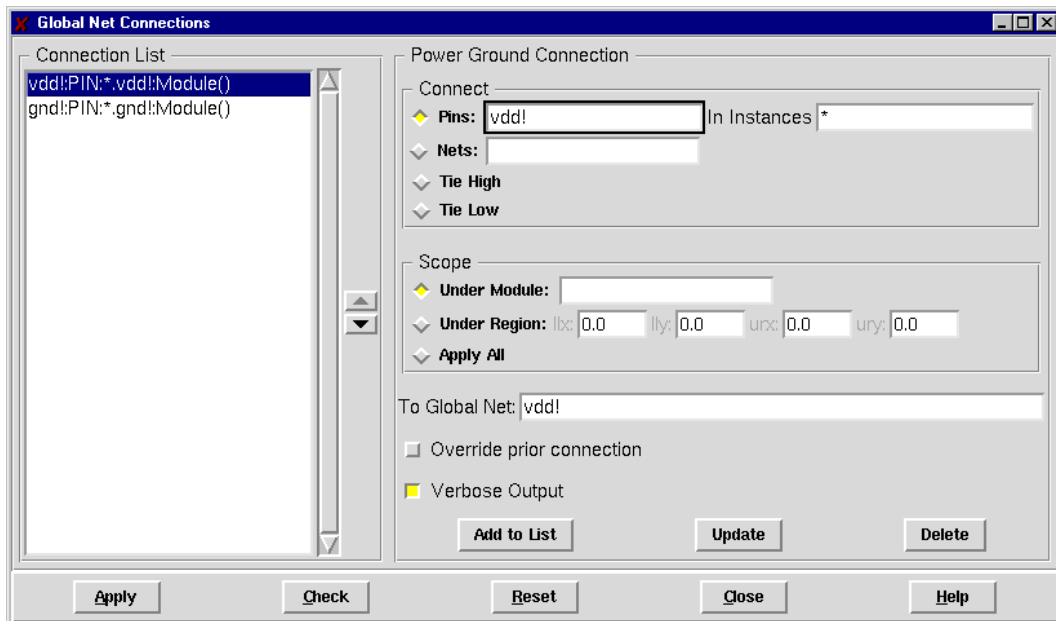 Global Net Connections
Connection List
vdd!:PIN:*.vdd!:Module()
gnd!:PIN:*.gnd!:Module()
Power Ground Connection
Connect
Pins: vdd! In Instances *
Nets:
Tie High
Tie Low
Scope
Under Module:
Under Region: llx: 0.0 lly: 0.0 urx: 0.0 ury: 0.0
Apply All
To Global Net: vdd!
Override prior connection
Verbose Output
Add to List Update Delete
Apply Check Reset Close Help